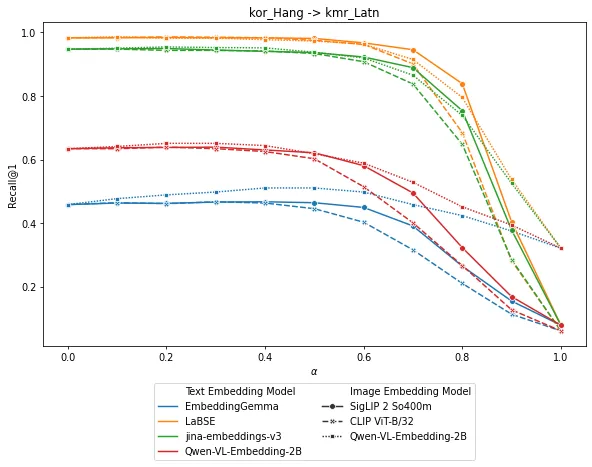 kor_Hang -> kmr_Latn
Recall@1
1.0
0.8
0.6
0.4
0.2
0.0 0.2 0.4 0.6 0.8 1.0
α
Text Embedding Model
EmbeddingGemma
LaBSE
jina-embeddings-v3
Qwen-VL-Embedding-2B
Image Embedding Model
SigLIP 2 So400m
CLIP ViT-B/32
Qwen-VL-Embedding-2B